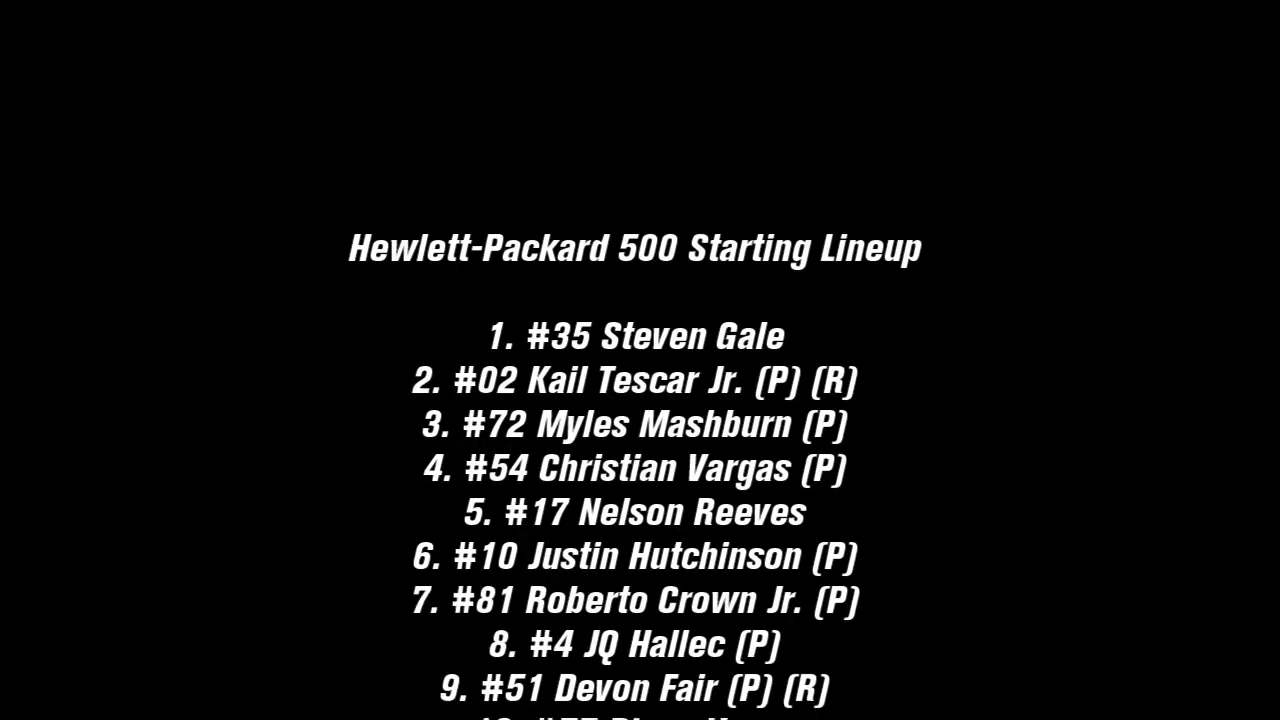 Hewlett-Packard 500 Starting Lineup
1. #35 Steven Gale
2. #02 Kail Tescar Jr. (P) (R)
3. #72 Myles Mashburn (P)
4. #54 Christian Vargas (P)
5. #17 Nelson Reeves
6. #10 Justin Hutchinson (P)
7. #81 Roberto Crown Jr. (P)
8. #4 JQ Hallec (P)
9. #51 Devon Fair (P) (R)